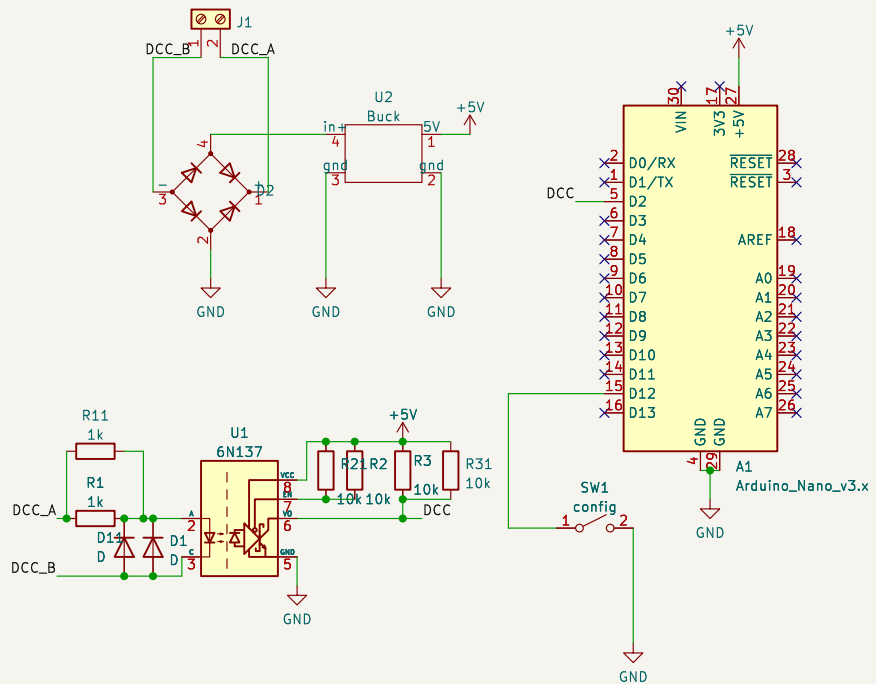 J1
1
2
DCC_B
DCC_A
4
-
3
+
1
D2
2
GND
U2
Buck
in+
4
5V
1
gnd
3
gnd
2
+5V
GND
GND
+5V
30
17
27
VIN
3V3
+5V
2
D0/RX
1
D1/TX
DCC
5
D2
6
D3
7
D4
8
D5
9
D6
10
D7
11
D8
12
D9
13
D10
14
D11
15
D12
16
D13
RESET
28
RESET
3
AREF
18
A0
19
A1
20
A2
21
A3
22
A4
23
A5
24
A6
25
A7
26
GND
GND
4
29
A1
Arduino_Nano_v3.x
GND
SW1
config
1
2
GND
R11
1k
R1
1k
DCC_A
DCC_B
D11
D
D1
D
U1
6N137
A
2
C
3
VCC
8
EN
7
VO
6
GND
5
GND
+5V
R21
10k
R2
10k
R3
10k
R31
10k
DCC